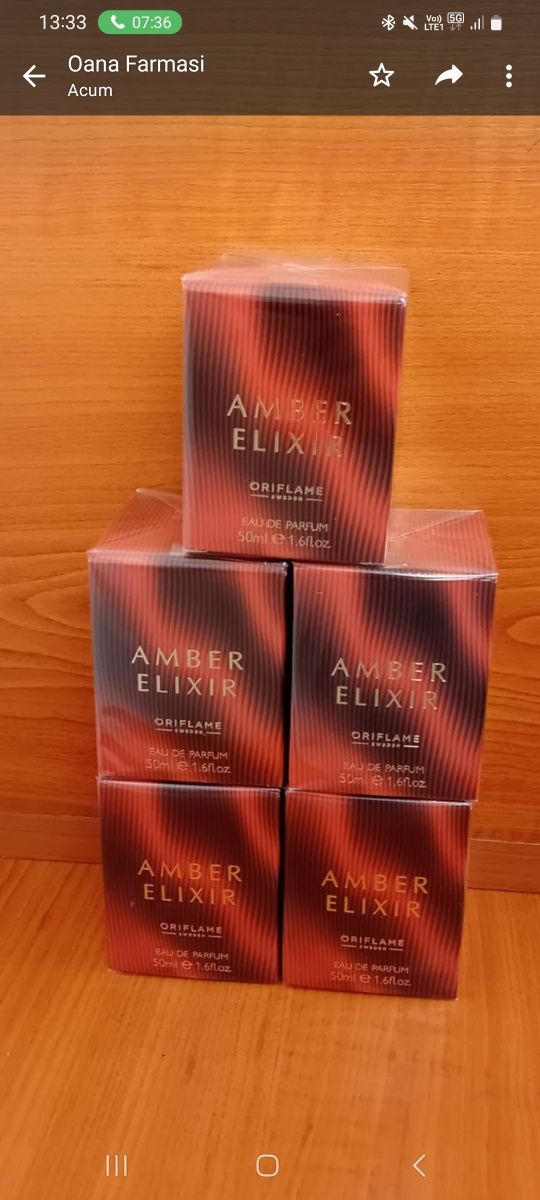 13:33
07:36
Vo))
LTE1
5G
Oana Farmasi
Acum
AMBER
ELIXIR
ORIFLAME
SWEDEN
EAU DE PARFUM
50ml e 1.6fl.oz.
AMBER
ELIXIR
ORIFLAME
SWEDEN
EAU DE PARFUM
50ml e 1.6fl.oz.
AMBER
ELIXIR
ORIFLAME
SWEDEN
EAU DE PARFUM
50ml e 1.6fl.oz.
AMBER
ELIXIR
ORIFLAME
SWEDEN
EAU DE PARFUM
50ml e 1.6fl.oz.
AMBER
ELIXIR
ORIFLAME
SWEDEN
EAU DE PARFUM
50ml e 1.6fl.oz.